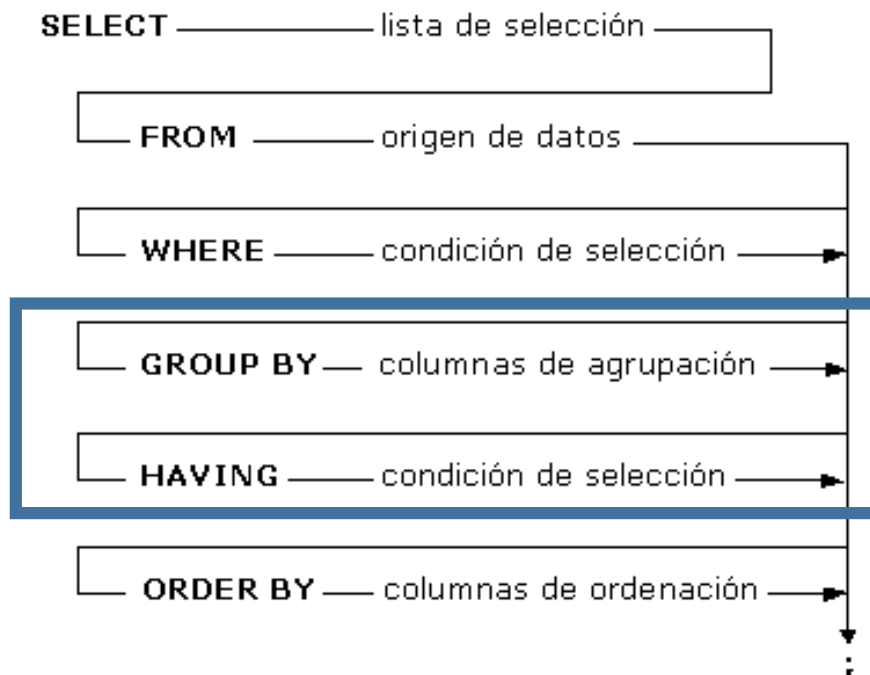 SELECT lista de selección
FROM origen de datos
WHERE condición de selección
GROUP BY columnas de agrupación
HAVING condición de selección
ORDER BY columnas de ordenación